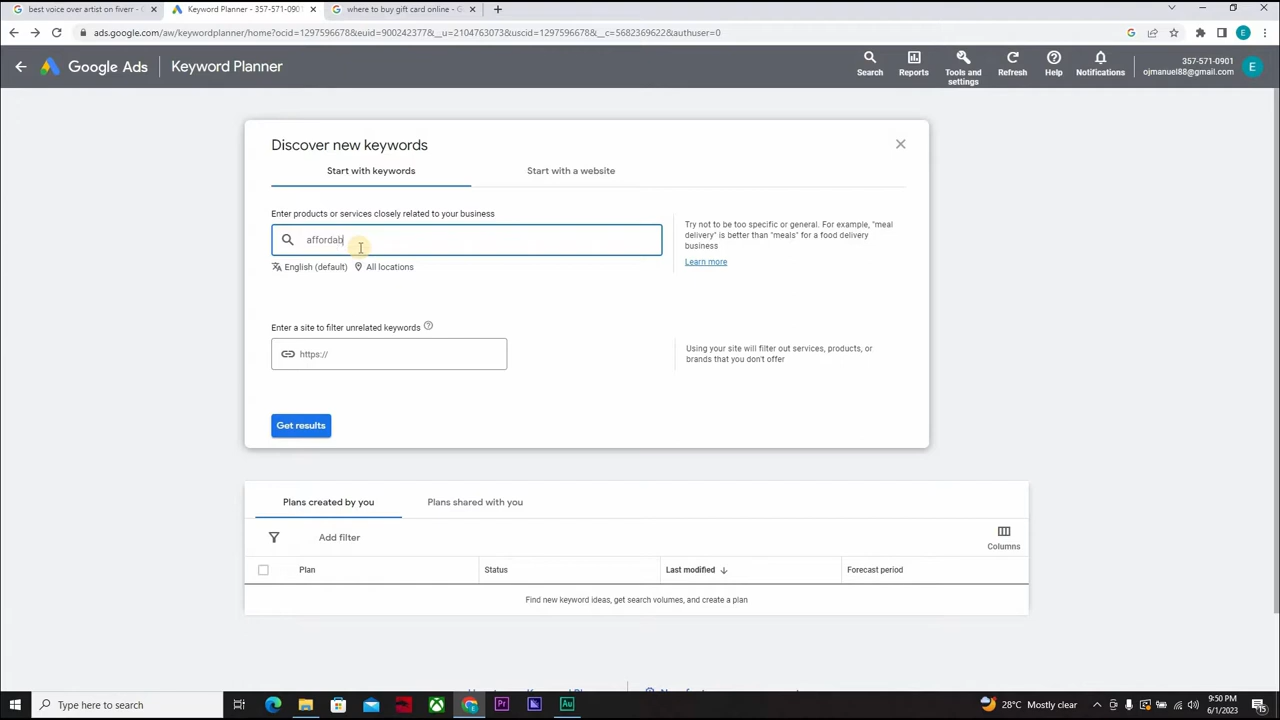 best voice over artist on fiverr - G
Keyword Planner - 357-571-0901
where to buy gift card online - G
ads.google.com/aw/keywordplanner/home?ocid=1297596678&euid=900242377&__u=2104763073&uscid=1297596678&__c=5682369622&authuser=0
Google Ads
Keyword Planner
Search
Reports
Tools and
settings
Refresh
Help
Notifications
357-571-0901
ojmanuel88@gmail.com
E
Discover new keywords
Start with keywords
Start with a website
Enter products or services closely related to your business
affordab
English (default)
All locations
Try not to be too specific or general. For example, "meal
delivery" is better than "meals" for a food delivery
business
Learn more
Enter a site to filter unrelated keywords
https://
Using your site will filter out services, products, or
brands that you don't offer
Get results
Plans created by you
Plans shared with you
Add filter
Columns
Plan
Status
Last modified
Forecast period
Find new keyword ideas, get search volumes, and create a plan
Type here to search
28°C Mostly clear
9:50 PM
6/1/2023